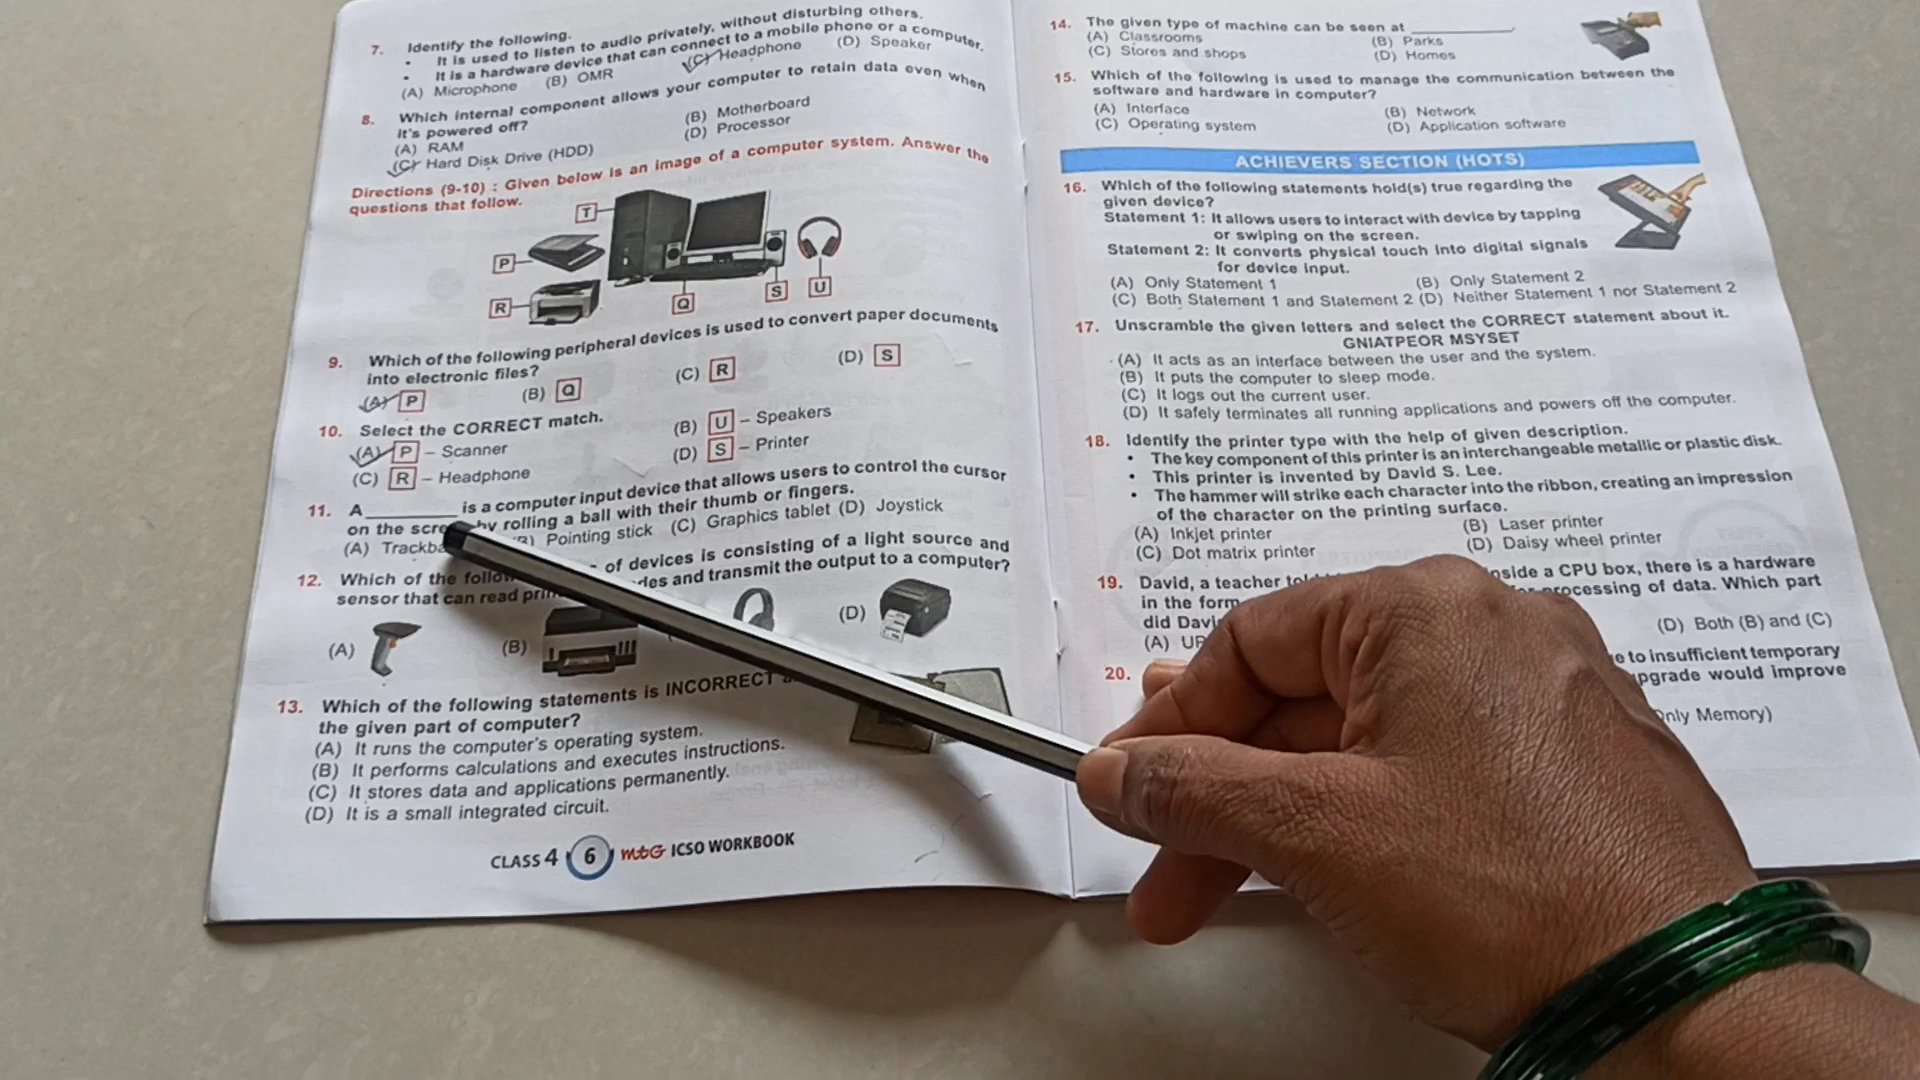 7. Identify the following.
• It is used to listen to audio privately, without disturbing others.
• It is a hardware device that can connect to a mobile phone or a computer.
(A) Microphone (B) OMR (C) Headphone (D) Speaker
8. Which internal component allows your computer to retain data even when
it's powered off?
(A) RAM (B) Motherboard
(C) Hard Disk Drive (HDD) (D) Processor
Directions (9-10) : Given below is an image of a computer system. Answer the
questions that follow.
T
P
R
Q
S
U
9. Which of the following peripheral devices is used to convert paper documents
into electronic files?
(A) P (B) Q (C) R (D) S
10. Select the CORRECT match.
(A) P – Scanner (B) U – Speakers
(C) R – Headphone (D) S – Printer
11. A ________ is a computer input device that allows users to control the cursor
on the by rolling a ball with their thumb or fingers.
(A) Pointing stick (C) Graphics tablet (D) Joystick
12. Which of the of devices is consisting of a light source and
sensor that can read and transmit the output to a computer?
(A) (B) (D)
13. Which of the following statements is INCORRECT
the given part of computer?
(A) It runs the computer's operating system.
(B) It performs calculations and executes instructions.
(C) It stores data and applications permanently.
(D) It is a small integrated circuit.
CLASS 4 6 MtG ICSO WORKBOOK
14. The given type of machine can be seen at ________.
(A) Classrooms (B) Parks
(C) Stores and shops (D) Homes
15. Which of the following is used to manage the communication between the
software and hardware in computer?
(A) Interface (B) Network
(C) Operating system (D) Application software
ACHIEVERS SECTION (HOTS)
16. Which of the following statements hold(s) true regarding the
given device?
Statement 1: It allows users to interact with device by tapping
or swiping on the screen.
Statement 2: It converts physical touch into digital signals
for device input.
(A) Only Statement 1 (B) Only Statement 2
(C) Both Statement 1 and Statement 2 (D) Neither Statement 1 nor Statement 2
17. Unscramble the given letters and select the CORRECT statement about it.
GNIATPEOR MSYSET
(A) It acts as an interface between the user and the system.
(B) It puts the computer to sleep mode.
(C) It logs out the current user.
(D) It safely terminates all running applications and powers off the computer.
18. Identify the printer type with the help of given description.
• The key component of this printer is an interchangeable metallic or plastic disk.
• This printer is invented by David S. Lee.
• The hammer will strike each character into the ribbon, creating an impression
of the character on the printing surface.
(A) Inkjet printer (B) Laser printer
(C) Dot matrix printer (D) Daisy wheel printer
19. David, a teacher a CPU box, there is a hardware
in the form processing of data. Which part
did
(A) (D) Both (B) and (C)
20. to insufficient temporary
would improve
Memory)